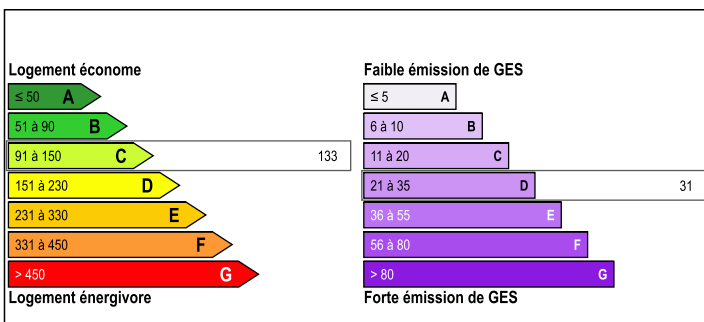 Logement économe
≤ 50 A
51 à 90 B
91 à 150 C 133
151 à 230 D
231 à 330 E
331 à 450 F
> 450 G
Logement énergivore
Faible émission de GES
≤ 5 A
6 à 10 B
11 à 20 C
21 à 35 D 31
36 à 55 E
56 à 80 F
> 80 G
Forte émission de GES